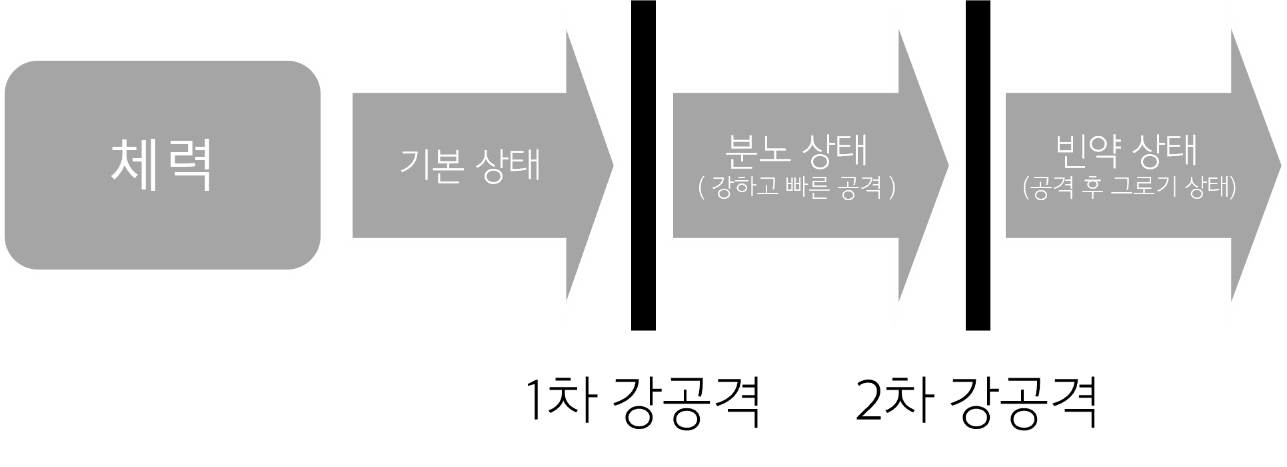 체력
기본 상태
분노 상태
( 강하고 빠른 공격 )
빈약 상태
(공격 후 그로기 상태)
1차 강공격
2차 강공격